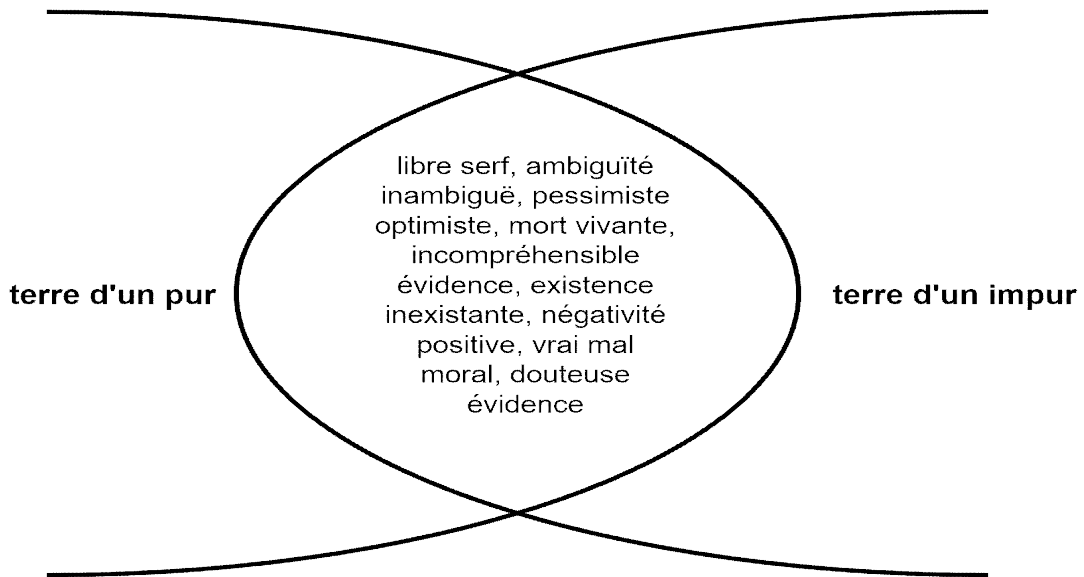 terre d'un pur
libre serf, ambiguïté
inambiguë, pessimiste
optimiste, mort vivante,
incompréhensible
évidence, existence
inexistante, négativité
positive, vrai mal
moral, douteuse
évidence
terre d'un impur